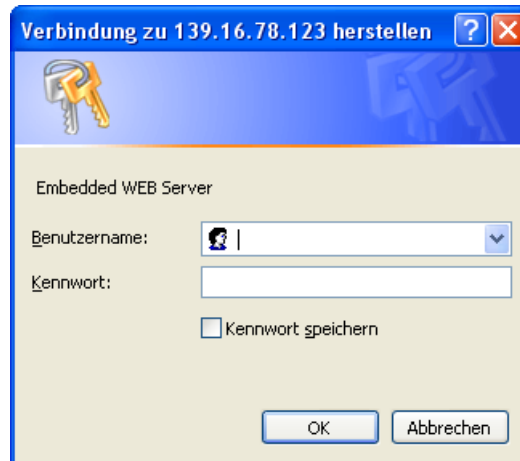 Verbindung zu 139.16.78.123 herstellen
Embedded WEB Server
Benutzername:
Kennwort:
Kennwort speichern
OK Abbrechen